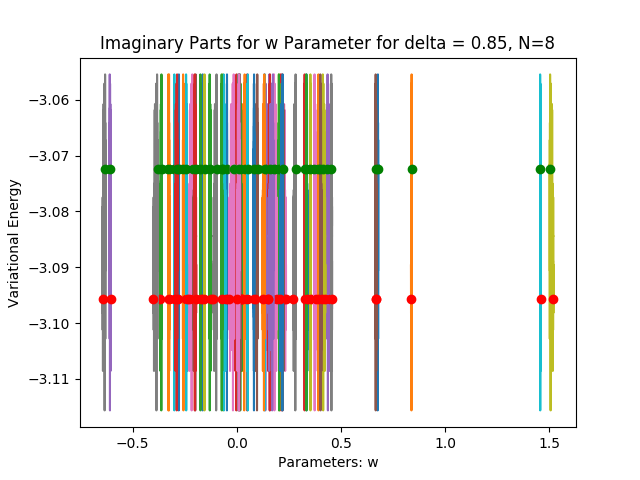 Imaginary Parts for w Parameter for delta = 0.85, N=8
Variational Energy
−3.06
−3.07
−3.08
−3.09
−3.10
−3.11
−0.5 0.0 0.5 1.0 1.5
Parameters: w